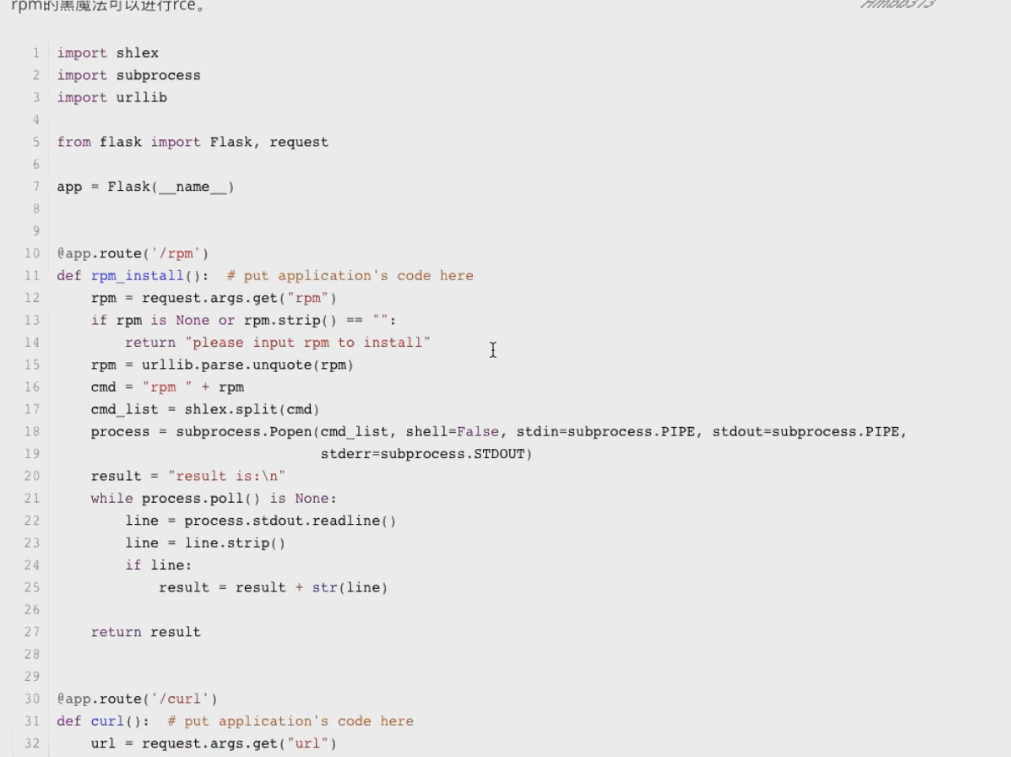 rpm的黑魔法可以进行rce。
1 import shlex
2 import subprocess
3 import urllib
4
5 from flask import Flask, request
6
7 app = Flask(__name__)
8
9
10 @app.route('/rpm')
11 def rpm_install():  # put application's code here
12     rpm = request.args.get("rpm")
13     if rpm is None or rpm.strip() == "":
14         return "please input rpm to install"
15     rpm = urllib.parse.unquote(rpm)
16     cmd = "rpm " + rpm
17     cmd_list = shlex.split(cmd)
18     process = subprocess.Popen(cmd_list, shell=False, stdin=subprocess.PIPE, stdout=subprocess.PIPE,
19                                stderr=subprocess.STDOUT)
20     result = "result is:\n"
21     while process.poll() is None:
22         line = process.stdout.readline()
23         line = line.strip()
24         if line:
25             result = result + str(line)
26
27     return result
28
29
30 @app.route('/curl')
31 def curl():  # put application's code here
32     url = request.args.get("url")